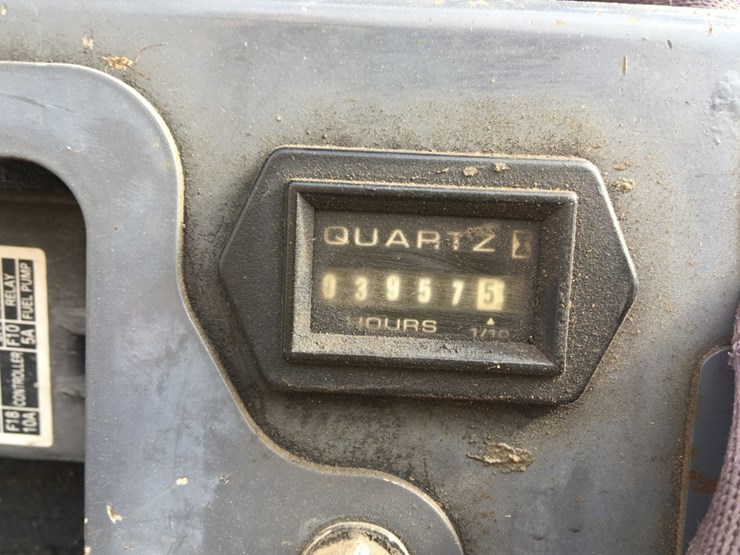 QUARTZ
039575
HOURS 1/10
F10 RELAY
5A FUEL PUMP
F18 CONTROLLER
10A